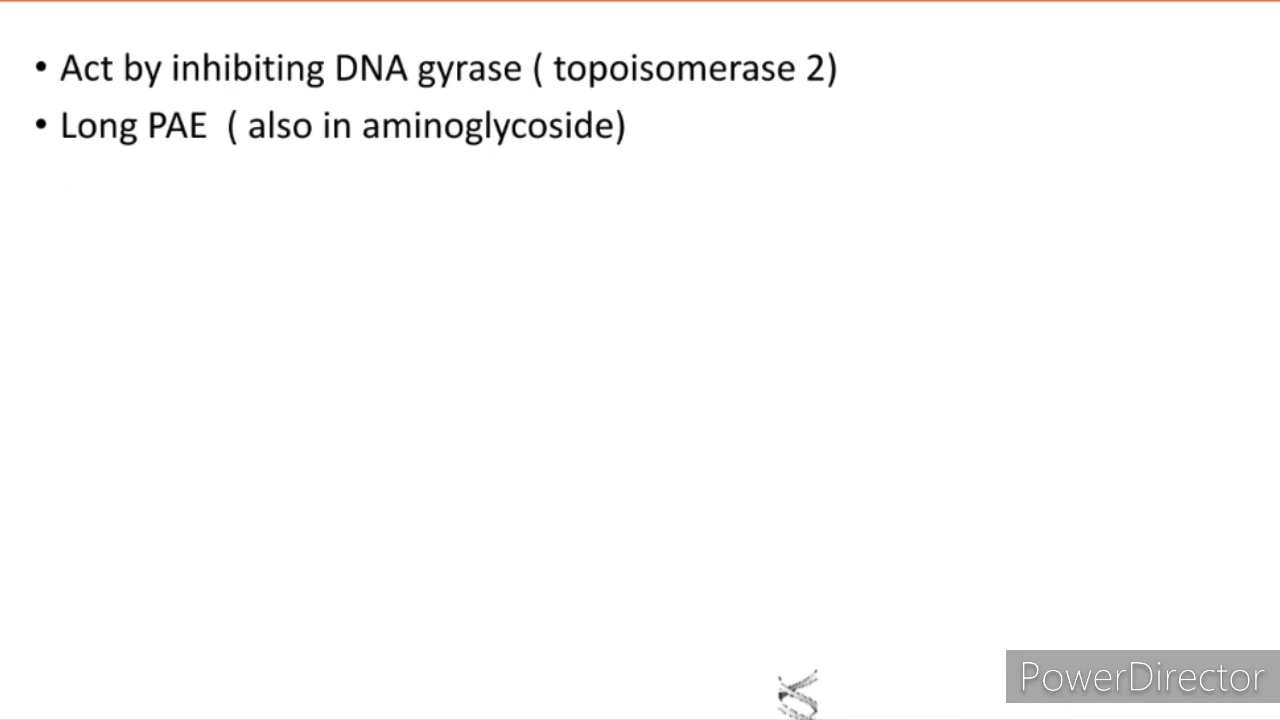 • Act by inhibiting DNA gyrase ( topoisomerase 2)
• Long PAE  ( also in aminoglycoside)
PowerDirector